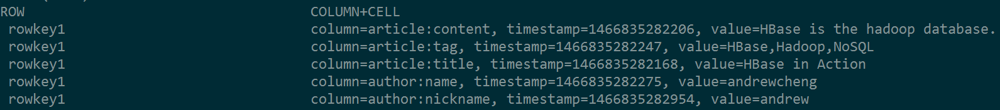 ROW COLUMN+CELL
rowkey1 column=article:content, timestamp=1466835282206, value=HBase is the hadoop database.
rowkey1 column=article:tag, timestamp=1466835282247, value=HBase,Hadoop,NoSQL
rowkey1 column=article:title, timestamp=1466835282168, value=HBase in Action
rowkey1 column=author:name, timestamp=1466835282275, value=andrewcheng
rowkey1 column=author:nickname, timestamp=1466835282954, value=andrew